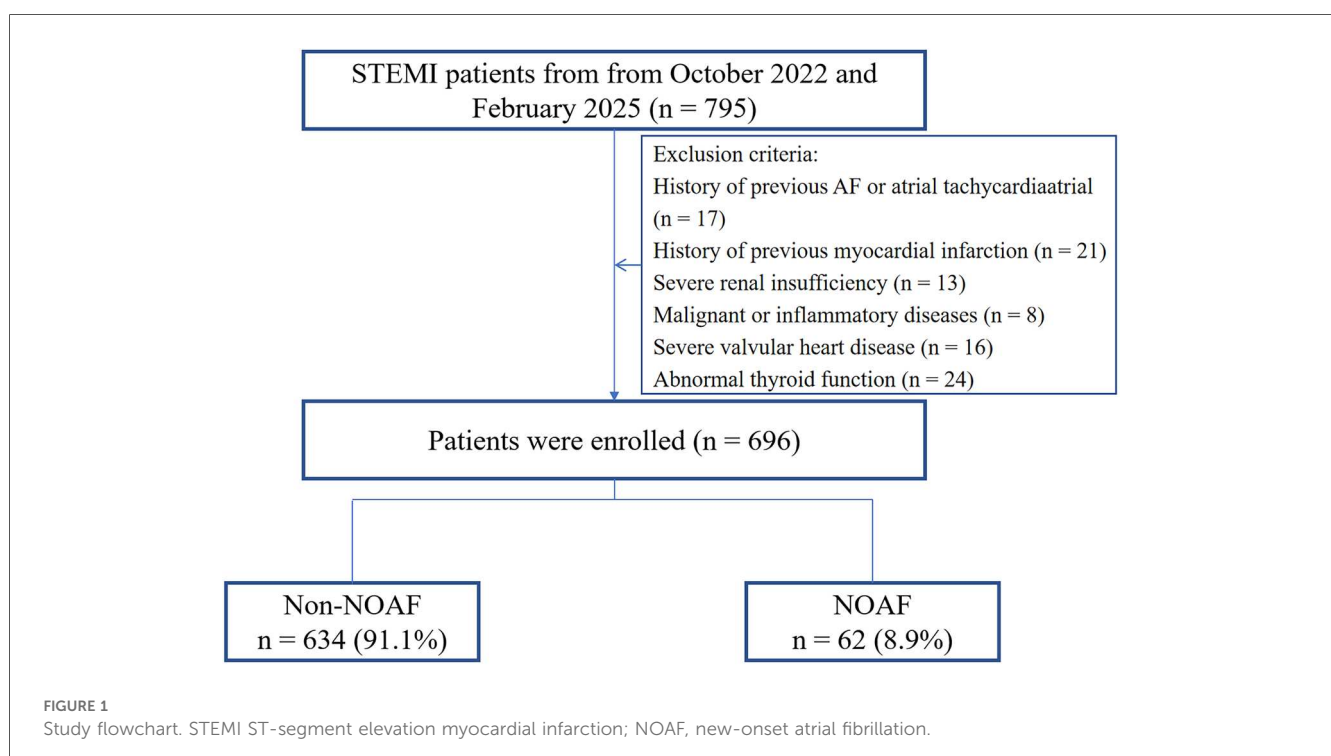 STEMI patients from from October 2022 and
February 2025 (n = 795)
Exclusion criteria:
History of previous AF or atrial tachycardiaatrial
(n = 17)
History of previous myocardial infarction (n = 21)
Severe renal insufficiency (n = 13)
Malignant or inflammatory diseases (n = 8)
Severe valvular heart disease (n = 16)
Abnormal thyroid function (n = 24)
Patients were enrolled (n = 696)
Non-NOAF
n = 634 (91.1%)
NOAF
n = 62 (8.9%)
FIGURE 1
Study flowchart. STEMI ST-segment elevation myocardial infarction; NOAF, new-onset atrial fibrillation.